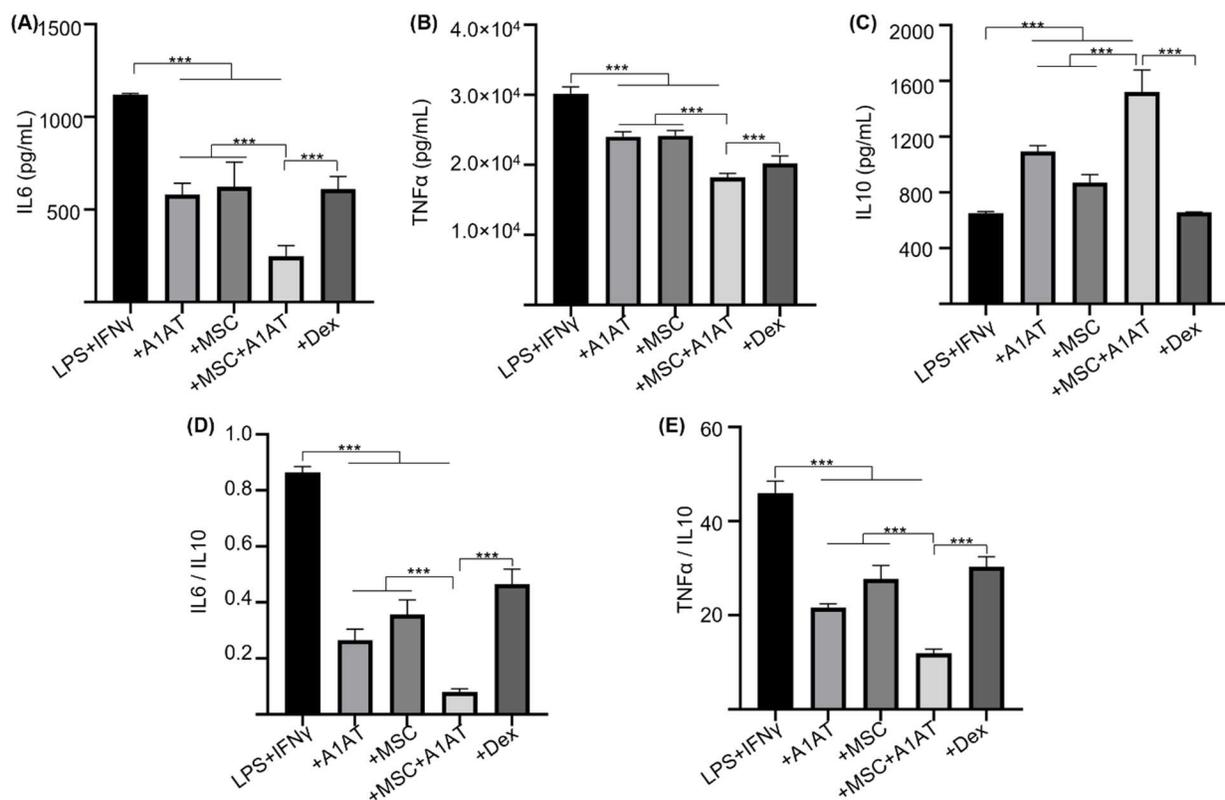 (A)
1500
1000
500
IL6 (pg/mL)
***
***
***
LPS+IFNγ
+A1AT
+MSC
+MSC+A1AT
+Dex
(B)
4.0×10⁴
3.0×10⁴
2.0×10⁴
1.0×10⁴
TNFα (pg/mL)
***
***
***
LPS+IFNγ
+A1AT
+MSC
+MSC+A1AT
+Dex
(C)
2000
1600
1200
800
400
IL10 (pg/mL)
***
***
***
LPS+IFNγ
+A1AT
+MSC
+MSC+A1AT
+Dex
(D)
1.0
0.8
0.6
0.4
0.2
IL6 / IL10
***
***
***
LPS+IFNγ
+A1AT
+MSC
+MSC+A1AT
+Dex
(E)
60
40
20
TNFα / IL10
***
***
***
LPS+IFNγ
+A1AT
+MSC
+MSC+A1AT
+Dex